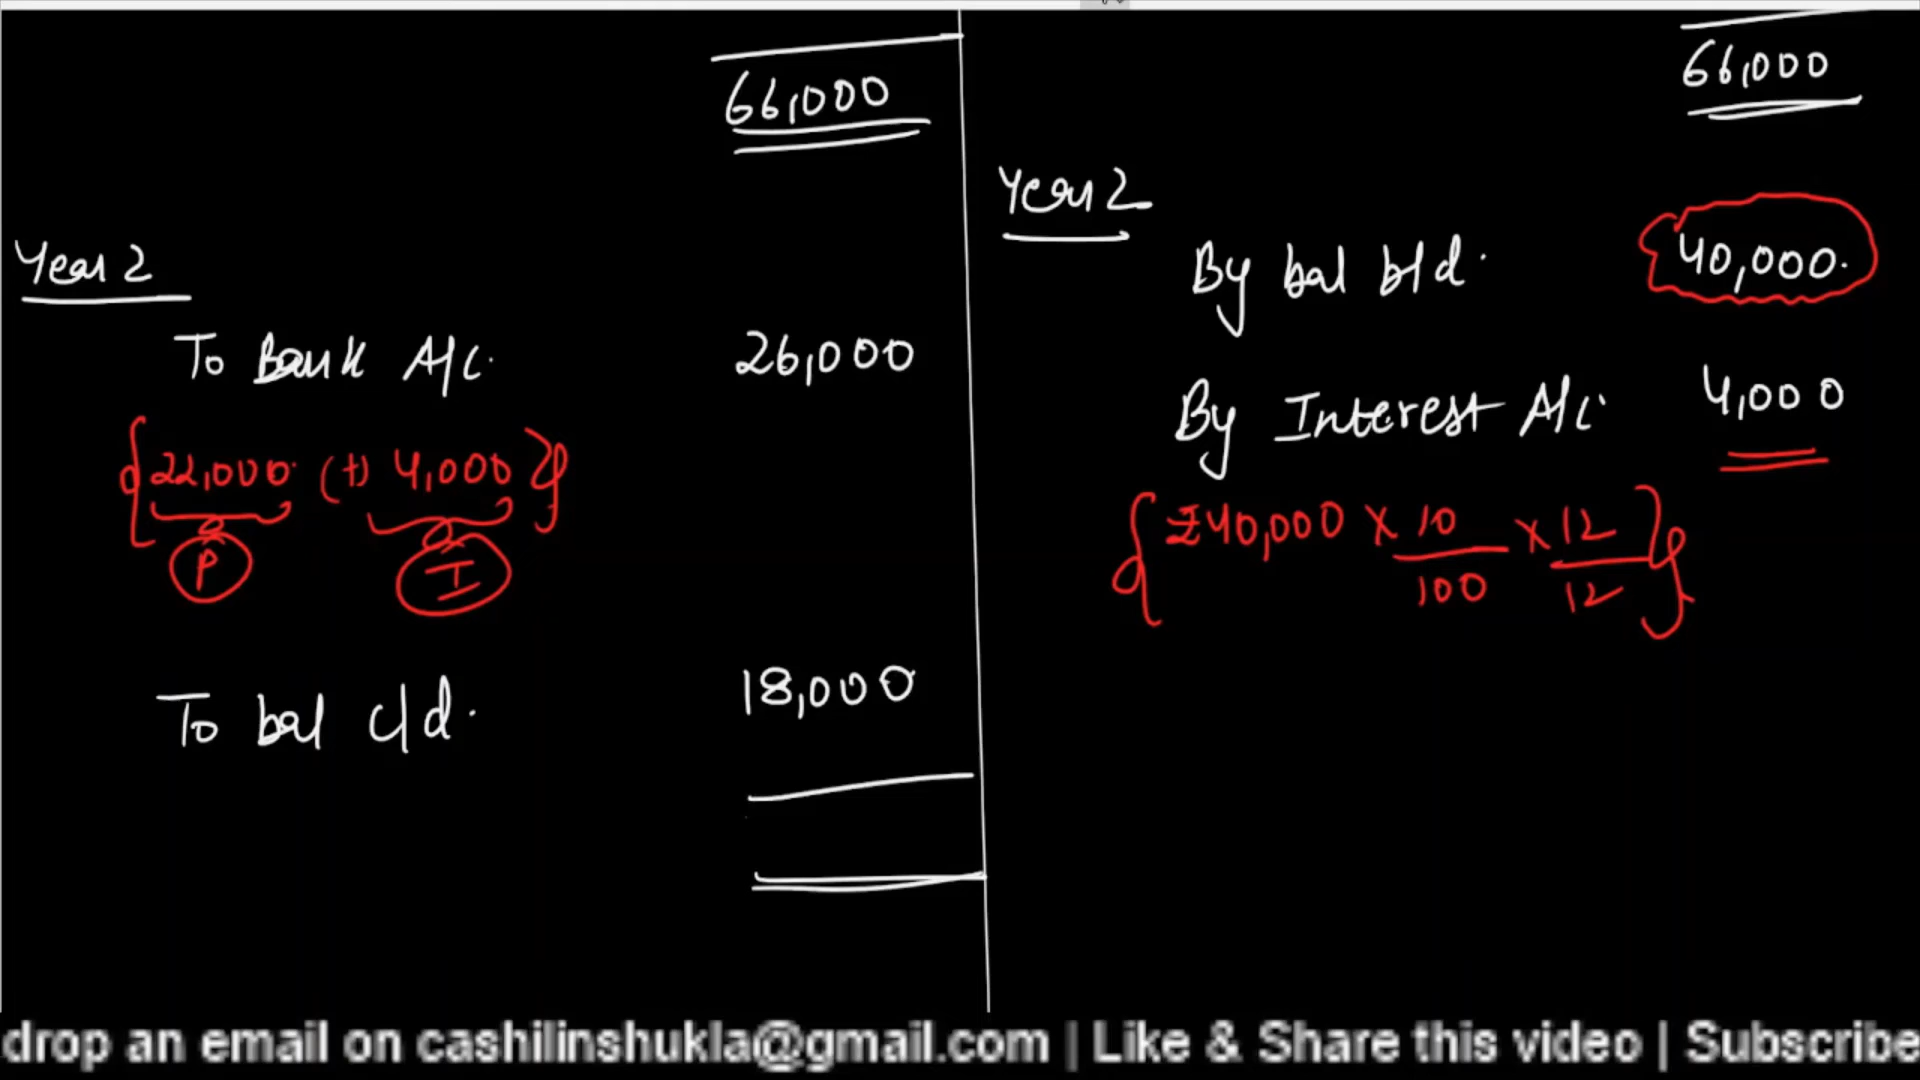 66,000
Year 2
To Bank A/c. 26,000
{22,000 (+) 4,000}
P I
To bal c/d. 18,000
66,000
Year 2
By bal b/d. 40,000.
By Interest A/c. 4,000
{₹40,000 × 10/100 × 12/12}
drop an email on cashilinshukla@gmail.com | Like & Share this video | Subscribe